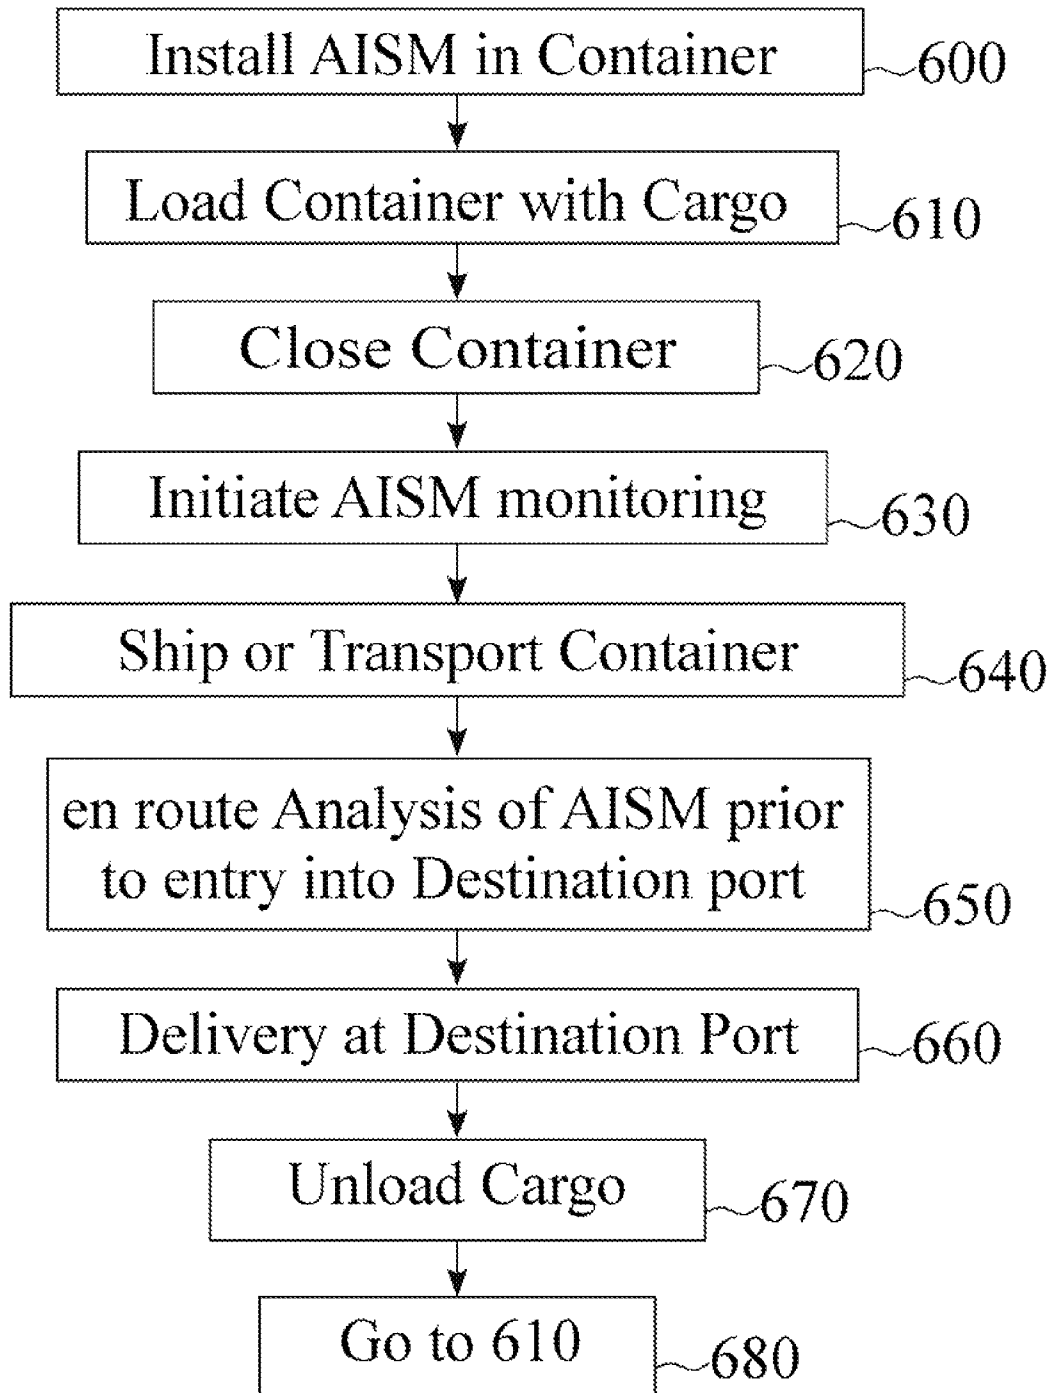 Install AISM in Container
600
Load Container with Cargo
610
Close Container
620
Initiate AISM monitoring
630
Ship or Transport Container
640
en route Analysis of AISM prior
to entry into Destination port
650
Delivery at Destination Port
660
Unload Cargo
670
Go to 610
680